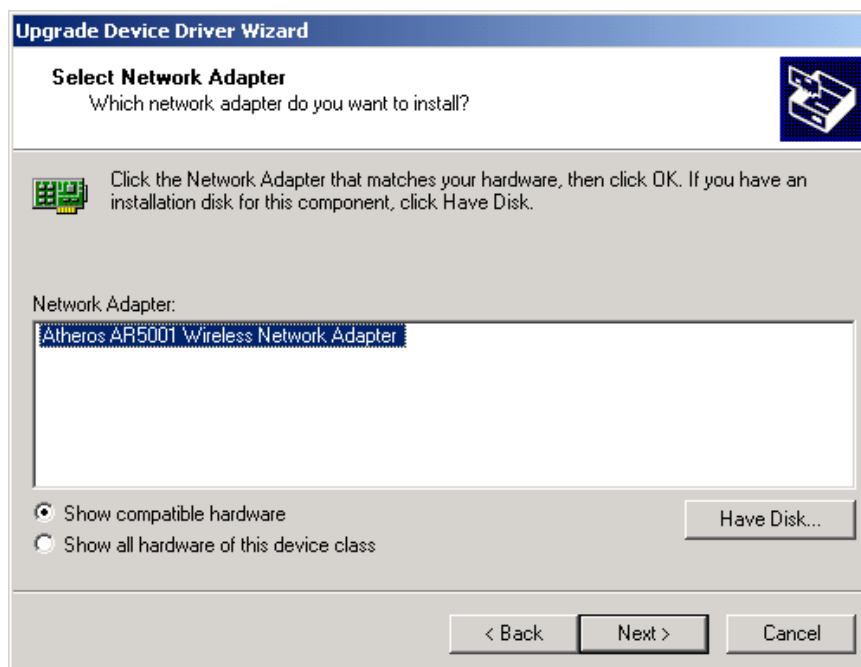 Upgrade Device Driver Wizard
Select Network Adapter
Which network adapter do you want to install?
Click the Network Adapter that matches your hardware, then click OK. If you have an
installation disk for this component, click Have Disk.
Network Adapter:
Atheros AR5001 Wireless Network Adapter
Show compatible hardware
Have Disk...
Show all hardware of this device class
< Back
Next >
Cancel